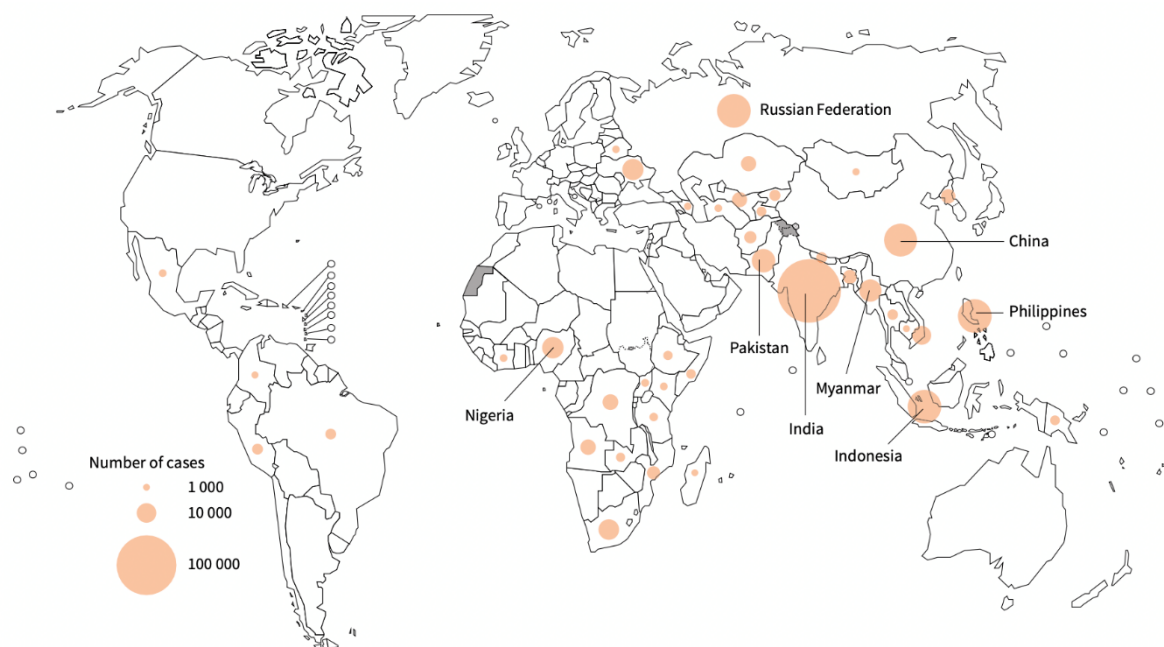 Russian Federation
China
Philippines
Pakistan
Myanmar
Nigeria
India
Indonesia
Number of cases
1 000
10 000
100 000